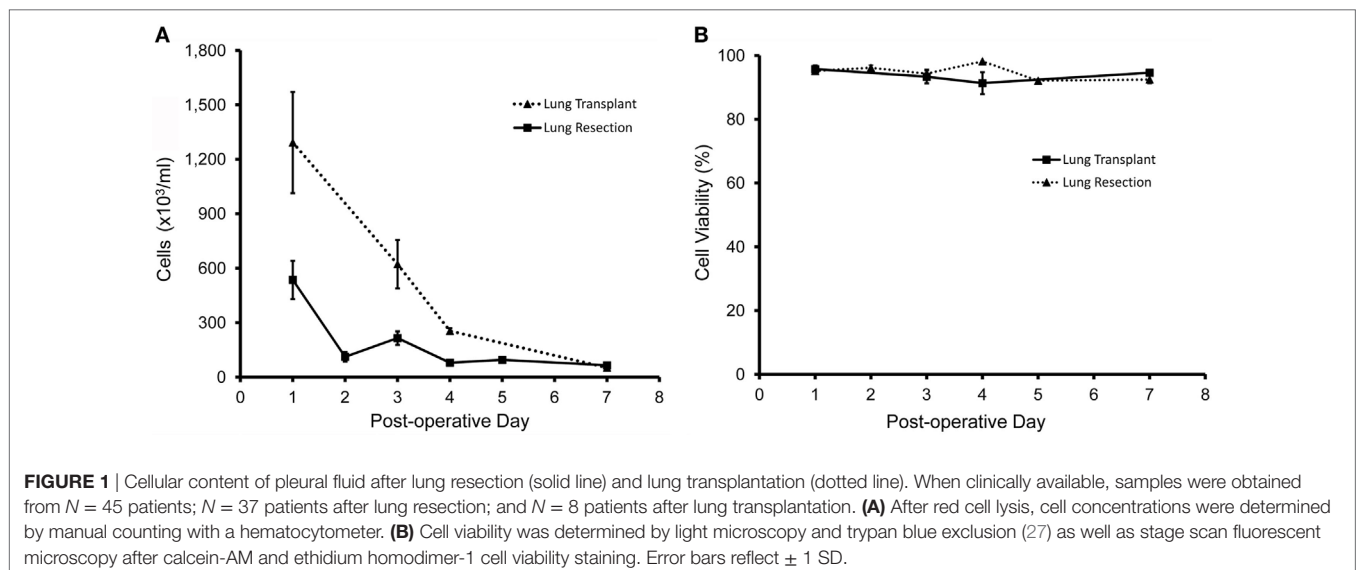 A
1,800
1,500
1,200
900
600
300
0
Cells (x10³/ml)
0 1 2 3 4 5 6 7 8
Post-operative Day
Lung Transplant
Lung Resection
B
100
80
60
40
20
0
Cell Viability (%)
0 1 2 3 4 5 6 7 8
Post-operative Day
Lung Transplant
Lung Resection
FIGURE 1 | Cellular content of pleural fluid after lung resection (solid line) and lung transplantation (dotted line). When clinically available, samples were obtained
from N = 45 patients; N = 37 patients after lung resection; and N = 8 patients after lung transplantation. (A) After red cell lysis, cell concentrations were determined
by manual counting with a hematocytometer. (B) Cell viability was determined by light microscopy and trypan blue exclusion (27) as well as stage scan fluorescent
microscopy after calcein-AM and ethidium homodimer-1 cell viability staining. Error bars reflect ± 1 SD.